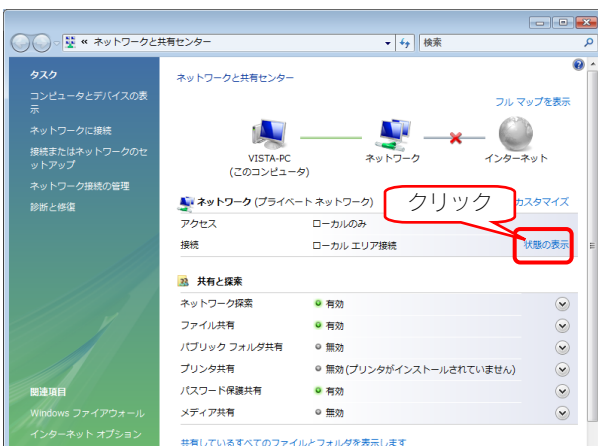 « ネットワークと共有センター
検索
タスク
コンピュータとデバイスの表
示
ネットワークに接続
接続またはネットワークのセ
ットアップ
ネットワーク接続の管理
診断と修復
関連項目
Windows ファイアウォール
インターネット オプション
ネットワークと共有センター
フル マップを表示
VISTA-PC
(このコンピュータ)
ネットワーク
インターネット
ネットワーク (プライベート ネットワーク)
カスタマイズ
クリック
アクセス ローカルのみ
接続 ローカル エリア接続 状態の表示
共有と探索
ネットワーク探索 有効
ファイル共有 有効
パブリック フォルダ共有 無効
プリンタ共有 無効 (プリンタがインストールされていません)
パスワード保護共有 有効
メディア共有 無効
共有しているすべてのファイルとフォルダを表示します